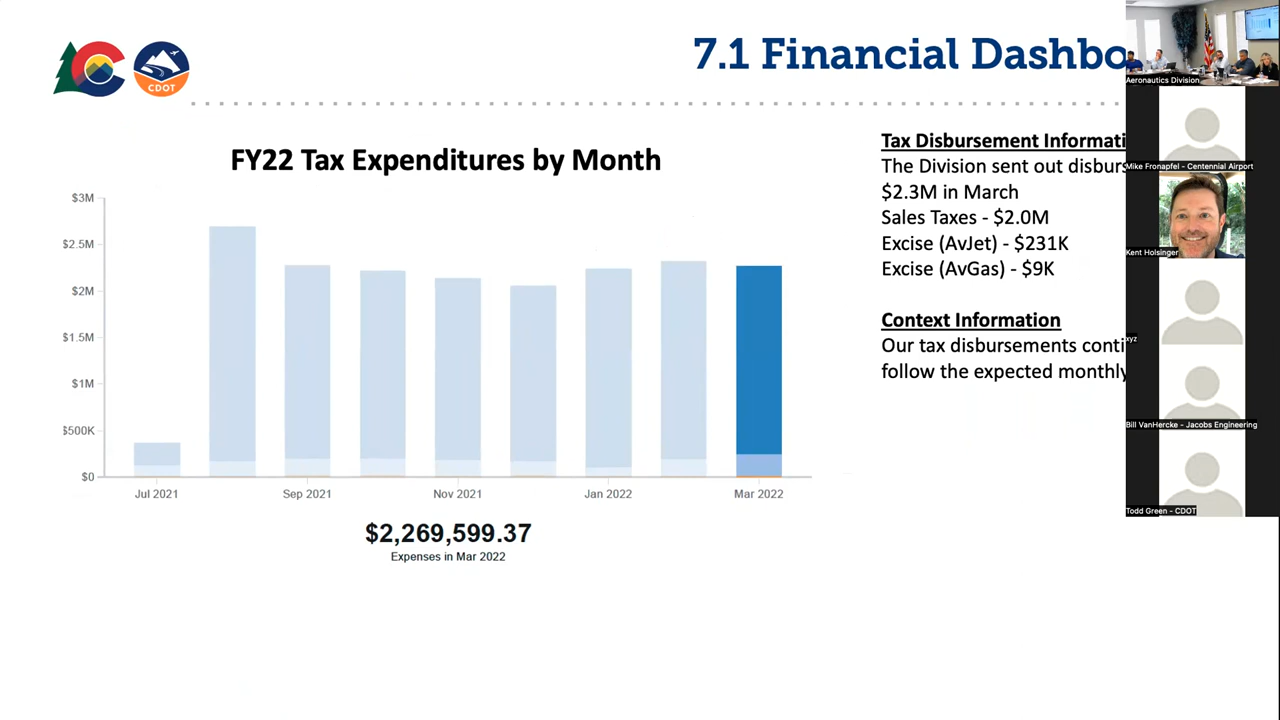 7.1 Financial Dashbo
CDOT
Aeronautics Division
FY22 Tax Expenditures by Month
$3M
$2.5M
$2M
$1.5M
$1M
$500K
$0
Jul 2021
Sep 2021
Nov 2021
Jan 2022
Mar 2022
$2,269,599.37
Expenses in Mar 2022
Tax Disbursement Informati
The Division sent out disburs
$2.3M in March
Sales Taxes - $2.0M
Excise (AvJet) - $231K
Excise (AvGas) - $9K
Context Information
Our tax disbursements conti
follow the expected monthly
Mike Fronapfel - Centennial Airport
Kent Holsinger
xyz
Bill VanHercke - Jacobs Engineering
Todd Green - CDOT